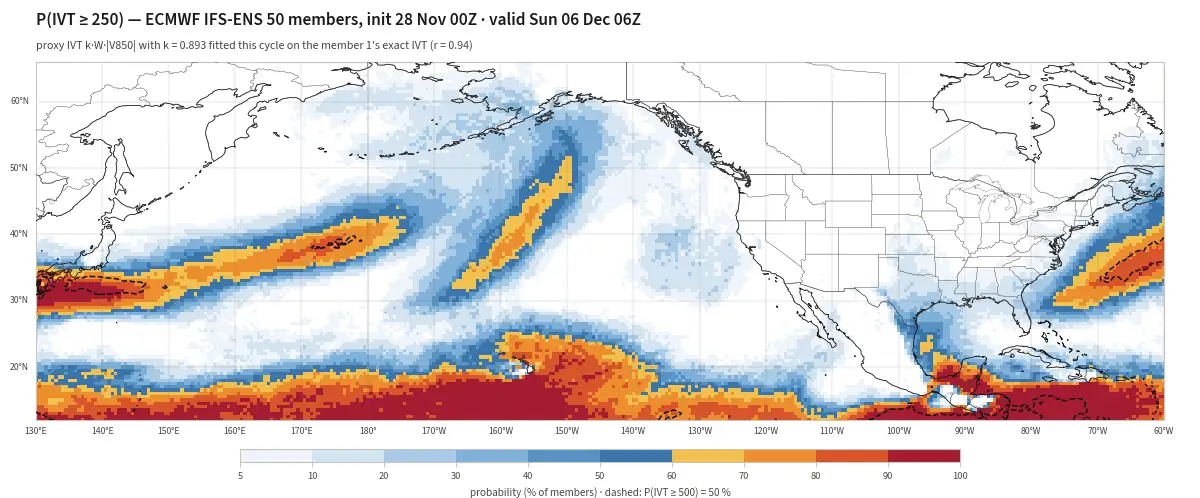 P(IVT ≥ 250) — ECMWF IFS-ENS 50 members, init 28 Nov 00Z · valid Sun 06 Dec 06Z
proxy IVT k·W·|V850| with k = 0.893 fitted this cycle on the member 1's exact IVT (r = 0.94)
60°N
50°N
40°N
30°N
20°N
130°E 140°E 150°E 160°E 170°E 180° 170°W 160°W 150°W 140°W 130°W 120°W 110°W 100°W 90°W 80°W 70°W 60°W
5 10 20 30 40 50 60 70 80 90 100
probability (% of members) · dashed: P(IVT ≥ 500) = 50 %